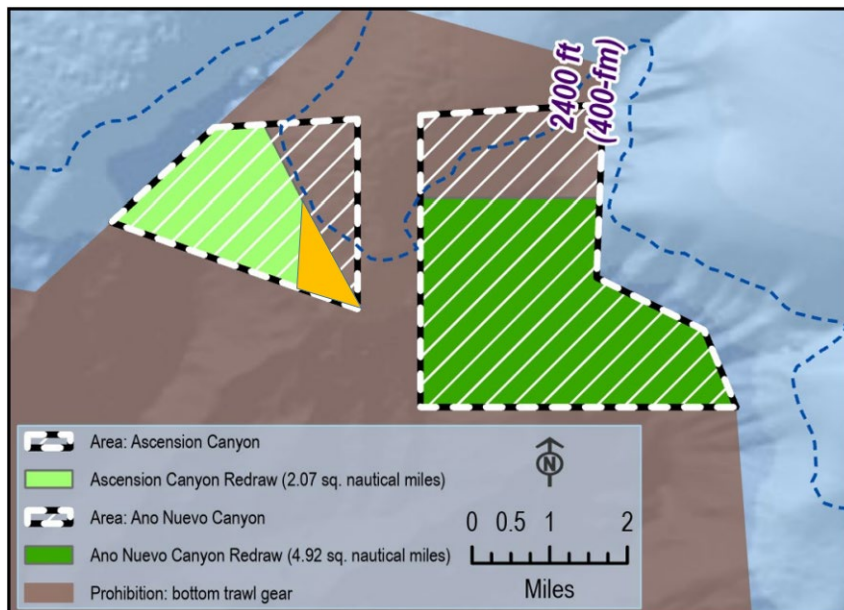 2400 ft
(400-fm)
Area: Ascension Canyon
Ascension Canyon Redraw (2.07 sq. nautical miles)
Area: Ano Nuevo Canyon
Ano Nuevo Canyon Redraw (4.92 sq. nautical miles)
Prohibition: bottom trawl gear
N
0 0.5 1 2
Miles